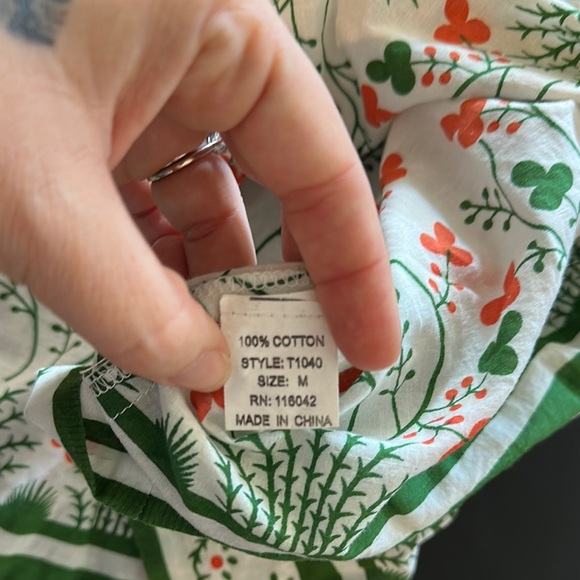 100% COTTON
STYLE: T1040
SIZE: M
RN: 116042
MADE IN CHINA